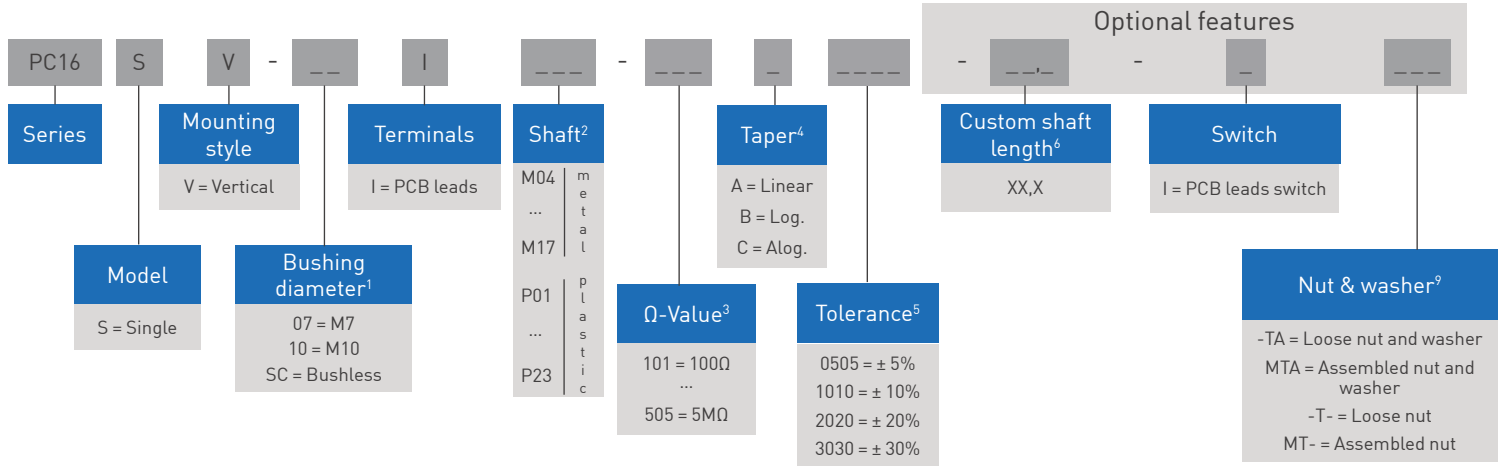 Optional features
PC16 S V - _ _ I _ _ _ - _ _ _ _ _ _ _ _ - _ _,_ - _ _ _ _
Series
Mounting
style
V = Vertical
Terminals
I = PCB leads
Shaft²
M04
...
M17
metal
P01
...
P23
plastic
Taper⁴
A = Linear
B = Log.
C = Alog.
Custom shaft
length⁶
XX,X
Switch
I = PCB leads switch
Model
S = Single
Bushing
diameter¹
07 = M7
10 = M10
SC = Bushless
Ω-Value³
101 = 100Ω
...
505 = 5MΩ
Tolerance⁵
0505 = ± 5%
1010 = ± 10%
2020 = ± 20%
3030 = ± 30%
Nut & washer⁹
-TA = Loose nut and washer
MTA = Assembled nut and
washer
-T- = Loose nut
MT- = Assembled nut